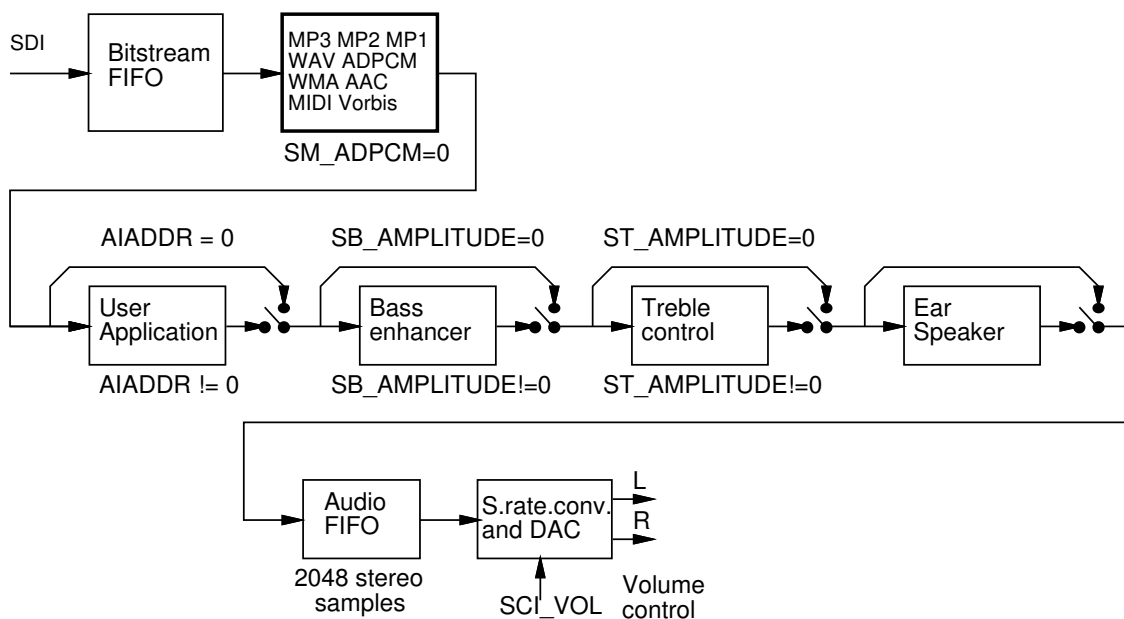 SDI
Bitstream
FIFO
MP3 MP2 MP1
WAV ADPCM
WMA AAC
MIDI Vorbis
SM_ADPCM=0
AIADDR = 0
SB_AMPLITUDE=0
ST_AMPLITUDE=0
User
Application
Bass
enhancer
Treble
control
Ear
Speaker
AIADDR != 0
SB_AMPLITUDE!=0
ST_AMPLITUDE!=0
Audio
FIFO
S.rate.conv.
and DAC
L
R
2048 stereo
samples
SCI_VOL
Volume
control